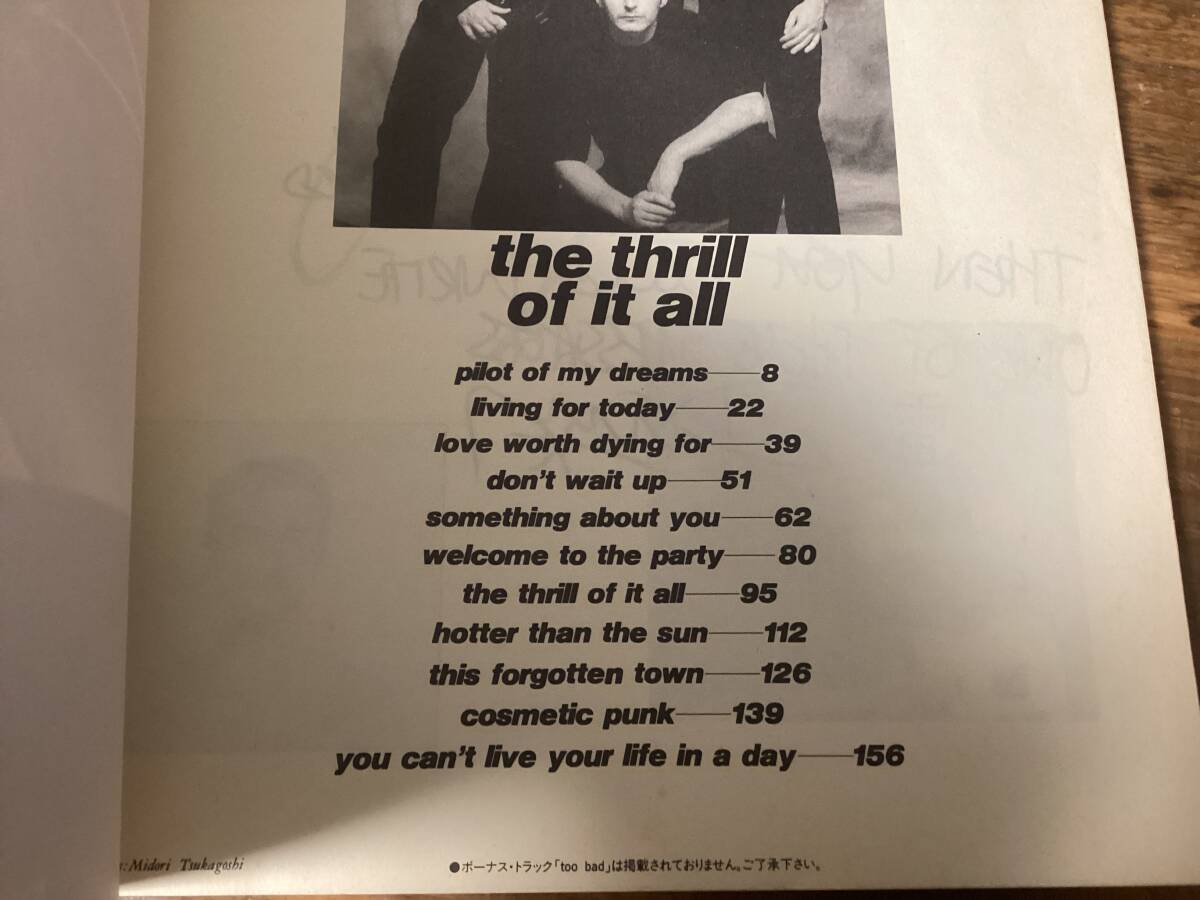 the thrill
of it all
pilot of my dreams——8
living for today——22
love worth dying for——39
don't wait up——51
something about you——62
welcome to the party——80
the thrill of it all——95
hotter than the sun——112
this forgotten town——126
cosmetic punk——139
you can't live your life in a day——156
: Midori Tsukagoshi
●ボーナス・トラック「too bad」は掲載されておりません。ご了承下さい。